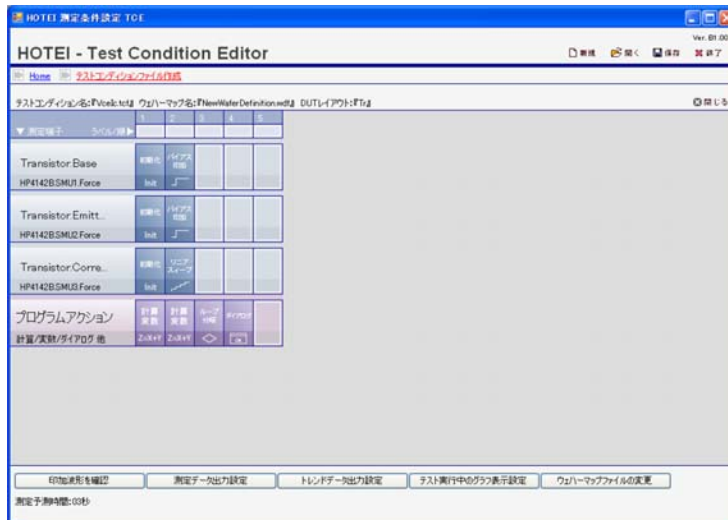 HOTEI 測定条件設定 TCE
Ver. B1.00
HOTEI - Test Condition Editor
新規 開く 保存 終了
Home テストコンディションファイル作成
テストコンディション名:『VceIc.tcf』 ウェハーマップ名:『NewWaferDefinition.wdf』 DUTレイアウト:『Tr』
閉じる
1 2 3 4 5
▼ 測定端子 ラベル/順▶
Transistor.Base
初期化 バイアス印加
HP4142B.SMU1.Force
Init
Transistor.Emitt...
初期化 バイアス印加
HP4142B.SMU2.Force
Init
Transistor.Corre...
初期化 リニアスイープ
HP4142B.SMU3.Force
Init
プログラムアクション
計算変数 計算変数 ループ分岐 ダイアログ
計算/変数/ダイアログ 他
Z=X+Y Z=X+Y
印加波形を確認 測定データ出力設定 トレンドデータ出力設定 テスト実行中のグラフ表示設定 ウェハーマップファイルの変更
測定予測時間:03秒